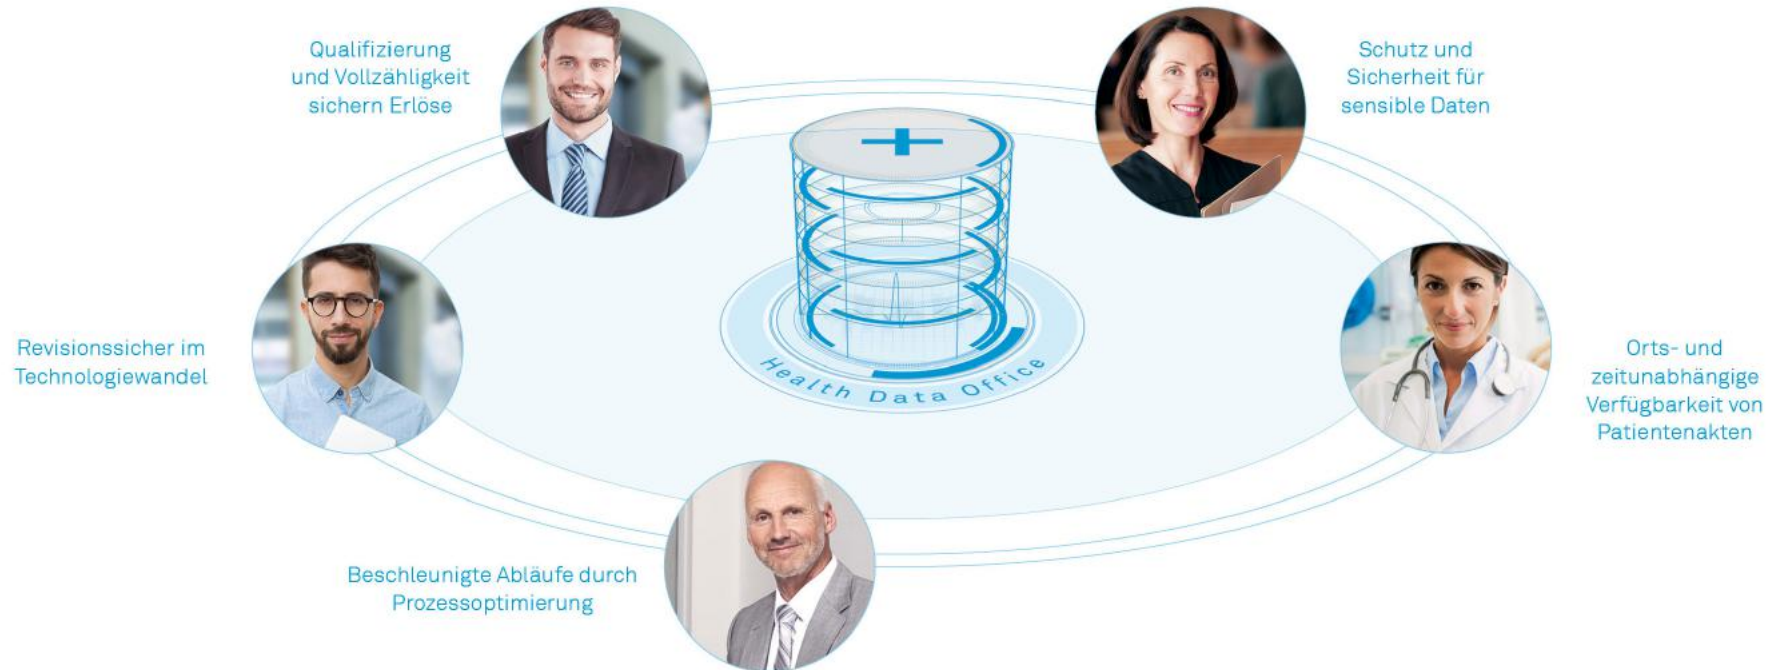 Qualifizierung
und Vollzähligkeit
sichern Erlöse
Schutz und
Sicherheit für
sensible Daten
Revisionssicher im
Technologiewandel
Health Data Office
Orts- und
zeitunabhängige
Verfügbarkeit von
Patientenakten
Beschleunigte Abläufe durch
Prozessoptimierung